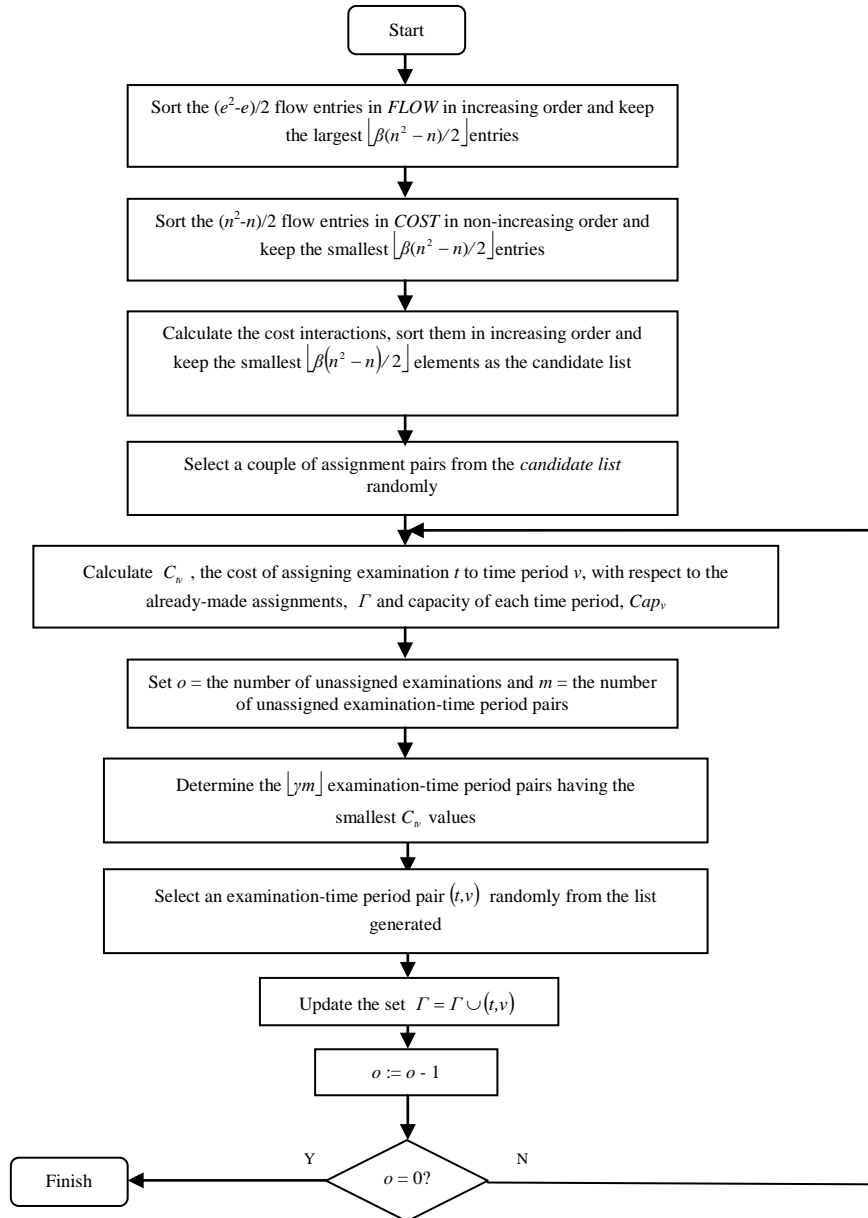 Start
Sort the (e²-e)/2 flow entries in FLOW in increasing order and keep
the largest ⌊β(n² − n)/2⌋entries
Sort the (n²-n)/2 flow entries in COST in non-increasing order and
keep the smallest ⌊β(n² − n)/2⌋entries
Calculate the cost interactions, sort them in increasing order and
keep the smallest ⌊β(n² − n)/2⌋ elements as the candidate list
Select a couple of assignment pairs from the candidate list
randomly
Calculate C_tv , the cost of assigning examination t to time period v, with respect to the
already-made assignments, Γ and capacity of each time period, Cap_v
Set o = the number of unassigned examinations and m = the number
of unassigned examination-time period pairs
Determine the ⌊γm⌋ examination-time period pairs having the
smallest C_tv values
Select an examination-time period pair (t,v) randomly from the list
generated
Update the set Γ = Γ ∪ (t,v)
o := o - 1
Y
N
Finish
o = 0?